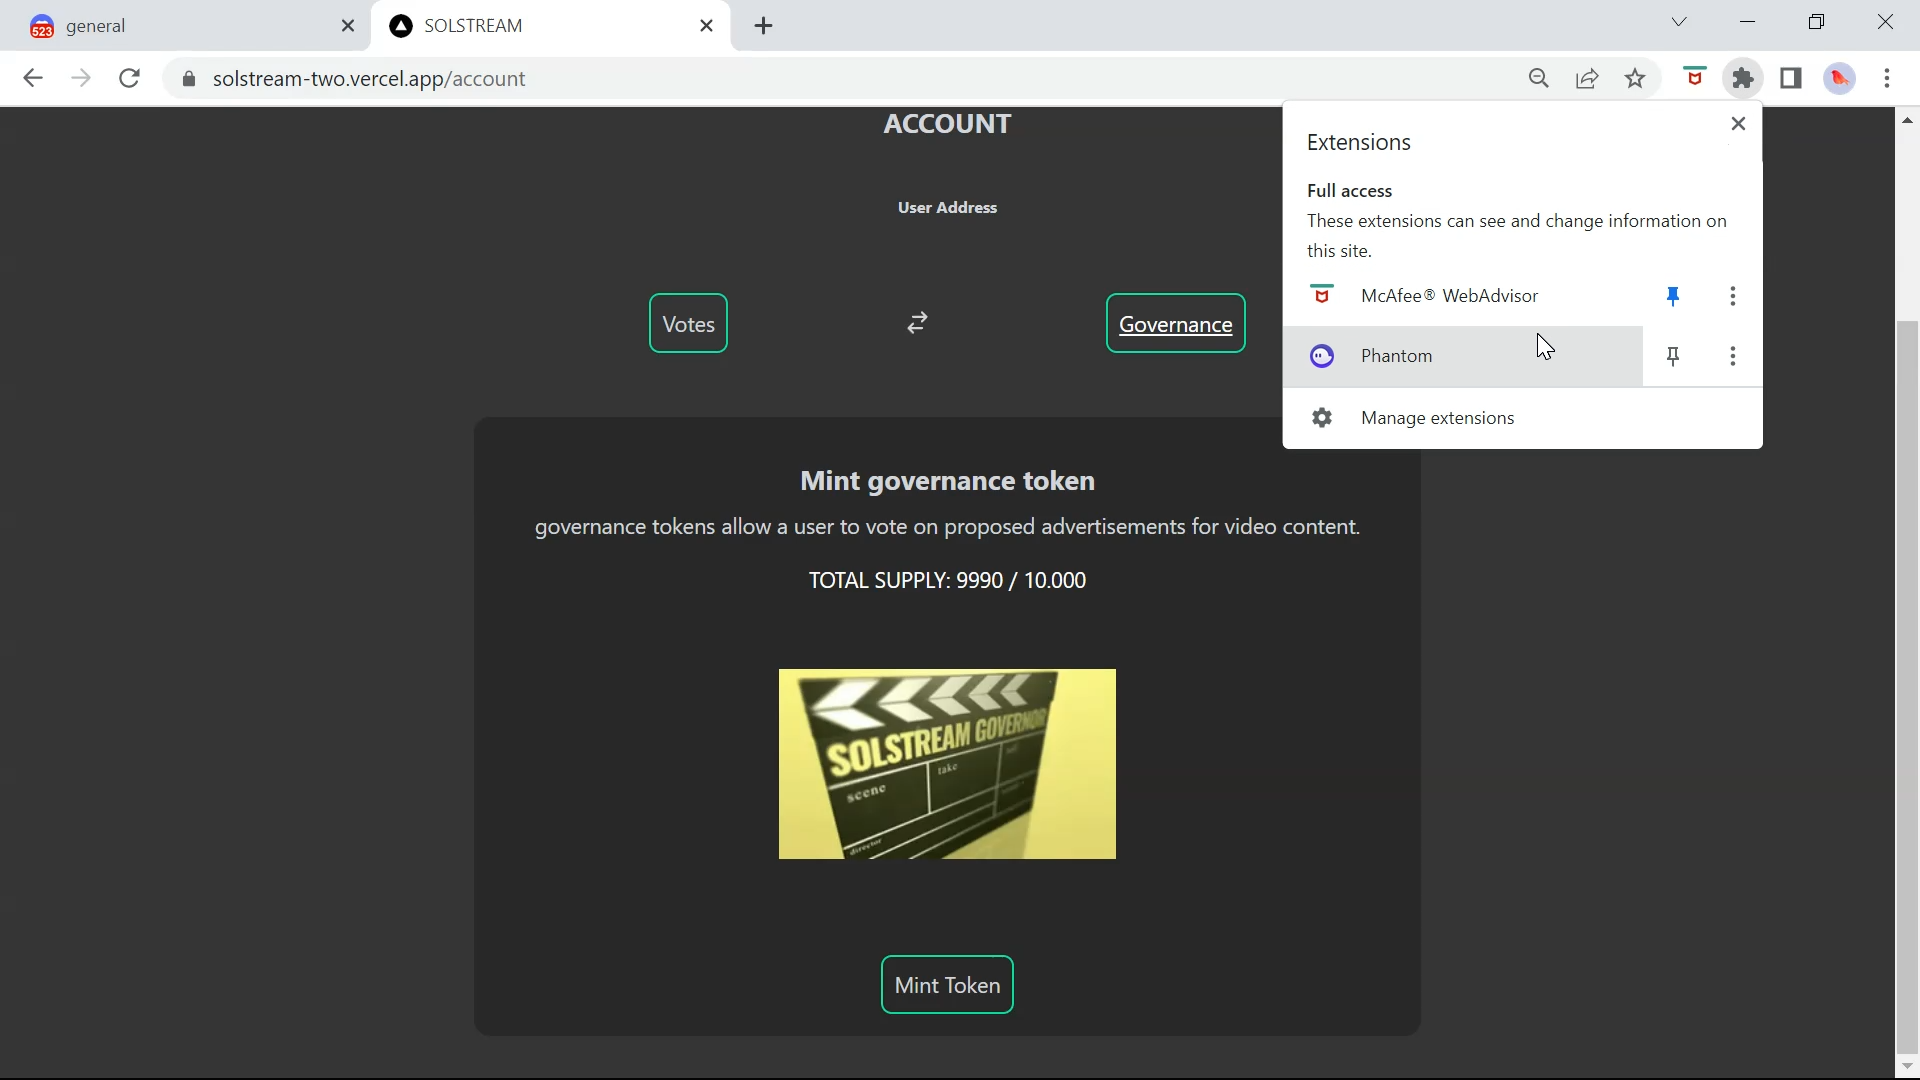 523 general
SOLSTREAM
solstream-two.vercel.app/account
ACCOUNT
User Address
Votes
Governance
Extensions
Full access
These extensions can see and change information on
this site.
McAfee® WebAdvisor
Phantom
Manage extensions
Mint governance token
governance tokens allow a user to vote on proposed advertisements for video content.
TOTAL SUPPLY: 9990 / 10.000
SOLSTREAM GOVERNOR
scene
take
director
Mint Token